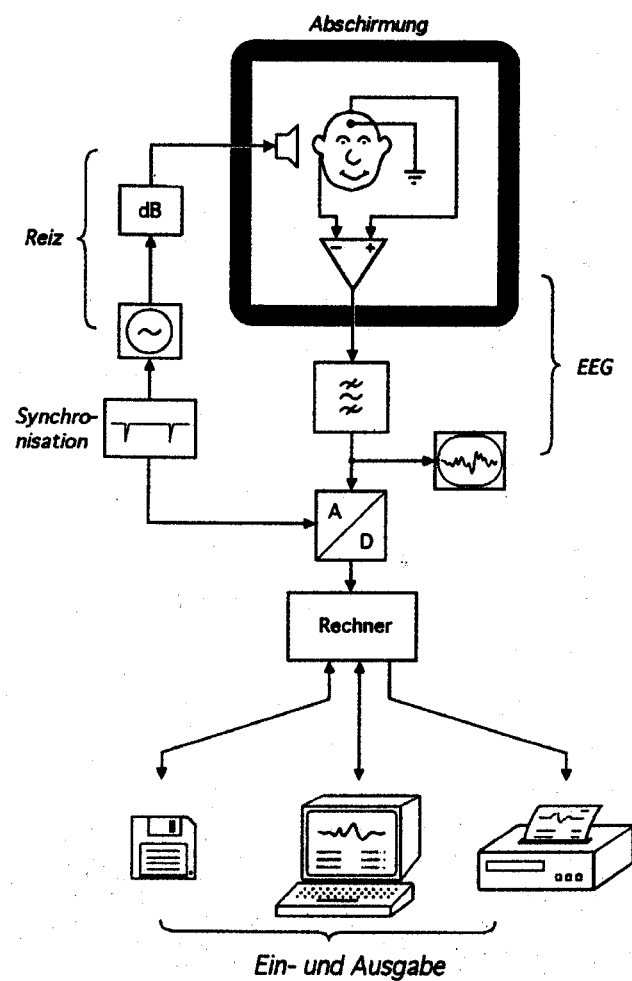 Abschirmung
dB
Reiz
− +
EEG
Synchro-
nisation
A
D
Rechner
Ein- und Ausgabe